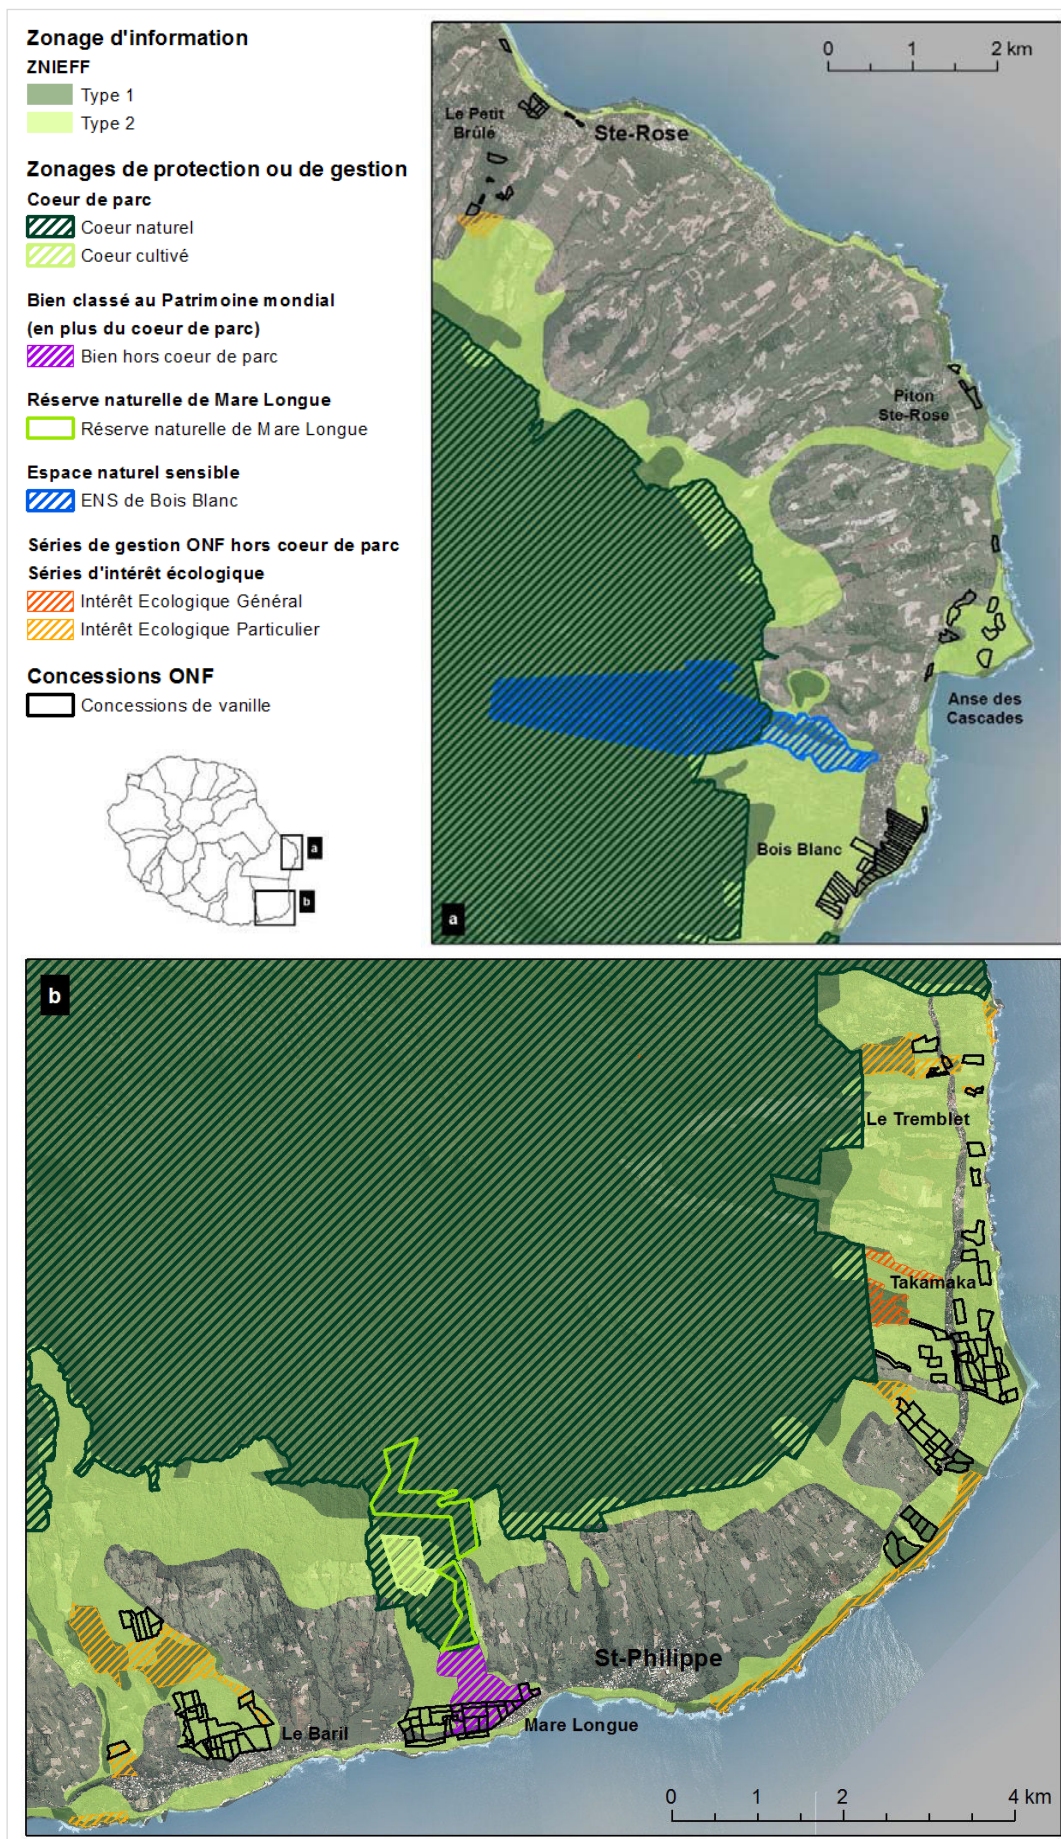 Zonage d'information
ZNIEFF
Type 1
Type 2
Zonages de protection ou de gestion
Coeur de parc
Coeur naturel
Coeur cultivé
Bien classé au Patrimoine mondial
(en plus du coeur de parc)
Bien hors coeur de parc
Réserve naturelle de Mare Longue
Réserve naturelle de Mare Longue
Espace naturel sensible
ENS de Bois Blanc
Séries de gestion ONF hors coeur de parc
Séries d'intérêt écologique
Intérêt Ecologique Général
Intérêt Ecologique Particulier
Concessions ONF
Concessions de vanille
a
b
0 1 2 km
Le Petit
Brûlé
Ste-Rose
Piton
Ste-Rose
Anse des
Cascades
Bois Blanc
a
b
Le Tremblet
Takamaka
St-Philippe
Mare Longue
Le Baril
0 2 4 km